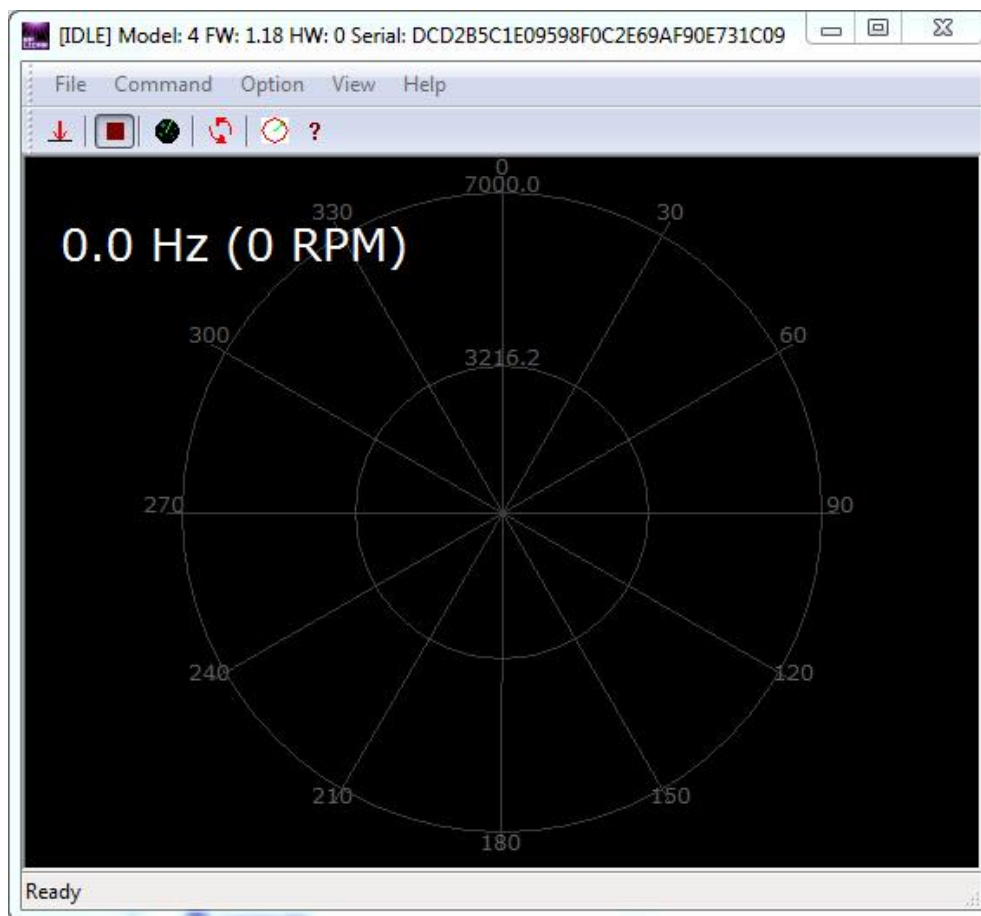 [IDLE] Model: 4 FW: 1.18 HW: 0 Serial: DCD2B5C1E09598F0C2E69AF90E731C09
File Command Option View Help
?
0
7000.0
330 30
0.0 Hz (0 RPM)
300 60
3216.2
270 90
240 120
210 150
180
Ready